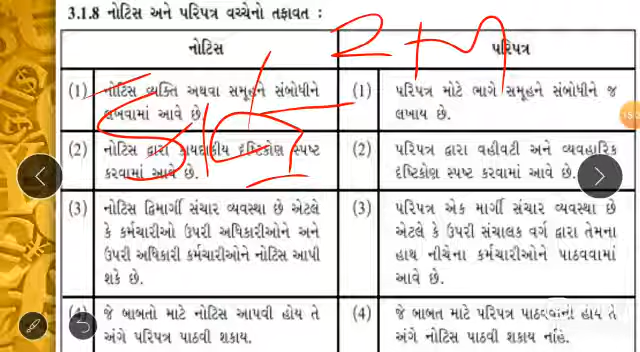 3.1.8 નોટિસ અને પરિપત્ર વચ્ચેનો તફાવત :
નોટિસ
પરિપત્ર
2 m
(1) નોટિસ વ્યક્તિ અથવા સમૂહને સંબોધીને
લખવામાં આવે છે.
(1) પરિપત્ર મોટે ભાગે સમૂહને સંબોધીને જ
લખાય છે.
(2) નોટિસ દ્વારા કાયદાકીય દૃષ્ટિકોણ સ્પષ્ટ
કરવામાં આવે છે.
(2) પરિપત્ર દ્વારા વહીવટી અને વ્યવહારિક
દૃષ્ટિકોણ સ્પષ્ટ કરવામાં આવે છે.
(3) નોટિસ દ્વિમાર્ગી સંચાર વ્યવસ્થા છે એટલે
કે કર્મચારીઓ ઉપરી અધિકારીઓને અને
ઉપરી અધિકારી કર્મચારીઓને નોટિસ આપી
શકે છે.
(3) પરિપત્ર એક માર્ગી સંચાર વ્યવસ્થા છે
એટલે કે ઉપરી સંચાલક વર્ગ દ્વારા તેમના
હાથ નીચેના કર્મચારીઓને પાઠવવામાં
આવે છે.
જે બાબતો માટે નોટિસ આપવી હોય તે
અંગે પરિપત્ર પાઠવી શકાય.
(4) જે બાબત માટે પરિપત્ર પાઠવવાનો હોય તે
અંગે નોટિસ પાઠવી શકાય નહિ.